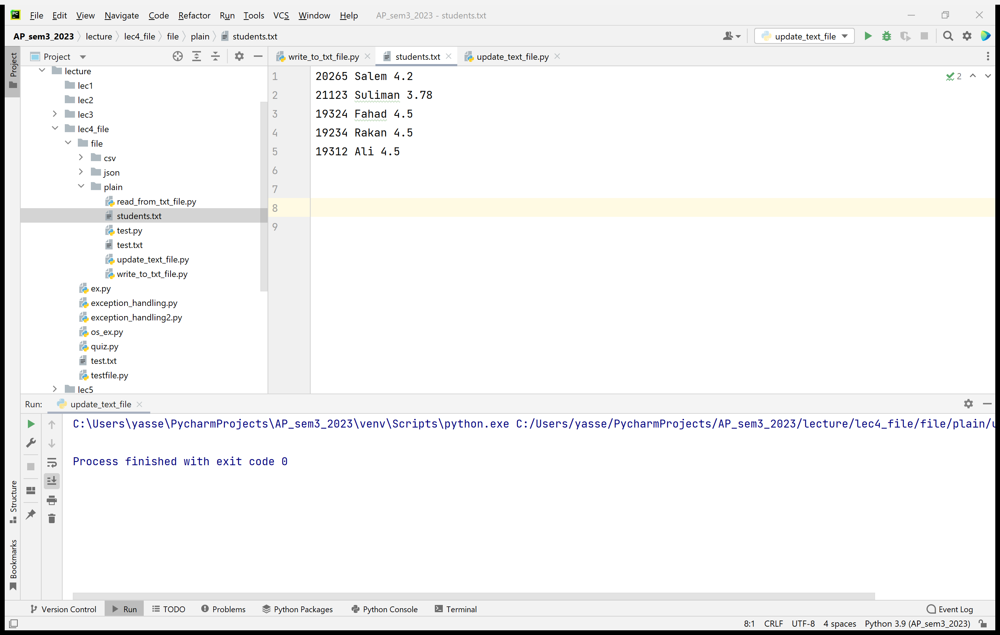 File Edit View Navigate Code Refactor Run Tools VCS Window Help AP_sem3_2023 - students.txt
AP_sem3_2023 lecture lec4_file file plain students.txt update_text_file
Project
Project
write_to_txt_file.py students.txt update_text_file.py
lecture
lec1
lec2
lec3
lec4_file
file
csv
json
plain
read_from_txt_file.py
students.txt
test.py
test.txt
update_text_file.py
write_to_txt_file.py
ex.py
exception_handling.py
exception_handling2.py
os_ex.py
quiz.py
test.txt
testfile.py
lec5
1 20265 Salem 4.2
2 21123 Suliman 3.78
3 19324 Fahad 4.5
4 19234 Rakan 4.5
5 19312 Ali 4.5
6
7
8
9
2
Run: update_text_file
C:\Users\yasse\PycharmProjects\AP_sem3_2023\venv\Scripts\python.exe C:/Users/yasse/PycharmProjects/AP_sem3_2023/lecture/lec4_file/file/plain/u
Process finished with exit code 0
Structure
Bookmarks
Version Control Run TODO Problems Python Packages Python Console Terminal Event Log
8:1 CRLF UTF-8 4 spaces Python 3.9 (AP_sem3_2023)